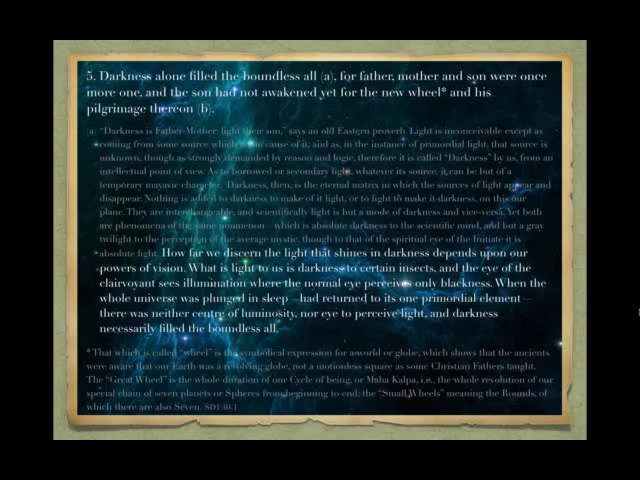 5. Darkness alone filled the boundless all (a), for father, mother and son were once
more one, and the son had not awakened yet for the new wheel* and his
pilgrimage thereon (b).
(a) "Darkness is Father-Mother: light their son," says an old Eastern proverb. Light is inconceivable except as
coming from some source which is the cause of it; and as, in the instance of primordial light, that source is
unknown, though as strongly demanded by reason and logic, therefore it is called "Darkness" by us, from an
intellectual point of view. As to borrowed or secondary light, whatever its source, it can be but of a
temporary mayavic character. Darkness, then, is the eternal matrix in which the sources of light appear and
disappear. Nothing is added to darkness to make of it light, or to light to make it darkness, on this our
plane. They are interchangeable, and scientifically light is but a mode of darkness and vice versa. Yet both
are phenomena of the same noumenon—which is absolute darkness to the scientific mind, and but a gray
twilight to the perception of the average mystic, though to that of the spiritual eye of the Initiate it is
absolute light. How far we discern the light that shines in darkness depends upon our
powers of vision. What is light to us is darkness to certain insects, and the eye of the
clairvoyant sees illumination where the normal eye perceives only blackness. When the
whole universe was plunged in sleep—had returned to its one primordial element—
there was neither centre of luminosity, nor eye to perceive light, and darkness
necessarily filled the boundless all.
* That which is called "wheel" is the symbolical expression for a world or globe, which shows that the ancients
were aware that our Earth was a revolving globe, not a motionless square as some Christian Fathers taught.
The "Great Wheel" is the whole duration of our Cycle of being, or Maha Kalpa, i.e., the whole revolution of our
special chain of seven planets or Spheres from beginning to end; the "Small Wheels" meaning the Rounds, of
which there are also Seven. SD1:40-1